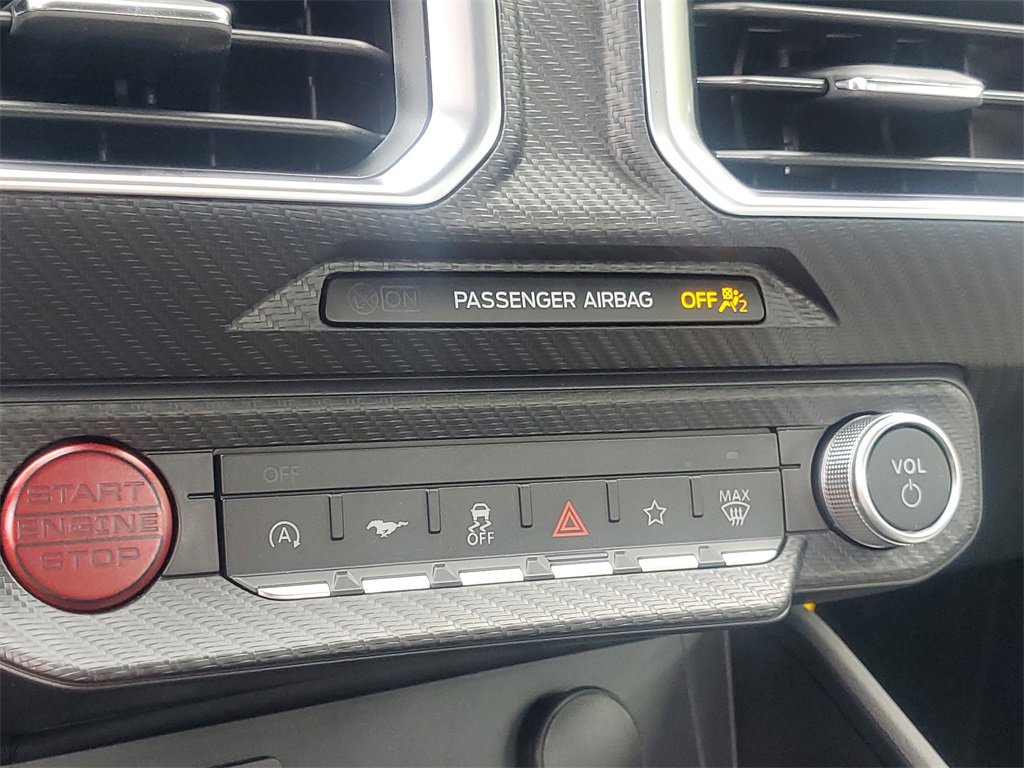 ON PASSENGER AIRBAG OFF 2
START
ENGINE
STOP
OFF
A
OFF
MAX
VOL